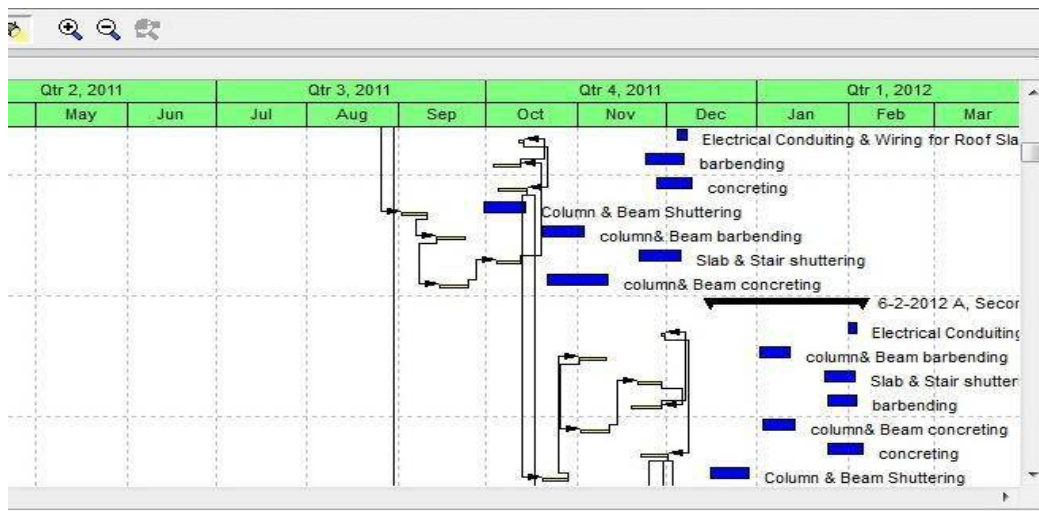 Qtr 2, 2011 Qtr 3, 2011 Qtr 4, 2011 Qtr 1, 2012
May Jun Jul Aug Sep Oct Nov Dec Jan Feb Mar
Electrical Conduiting & Wiring for Roof Sla
barbending
concreting
Column & Beam Shuttering
column& Beam barbending
Slab & Stair shuttering
column& Beam concreting
6-2-2012 A, Secor
Electrical Conduiting
column& Beam barbending
Slab & Stair shutter
barbending
column& Beam concreting
concreting
Column & Beam Shuttering